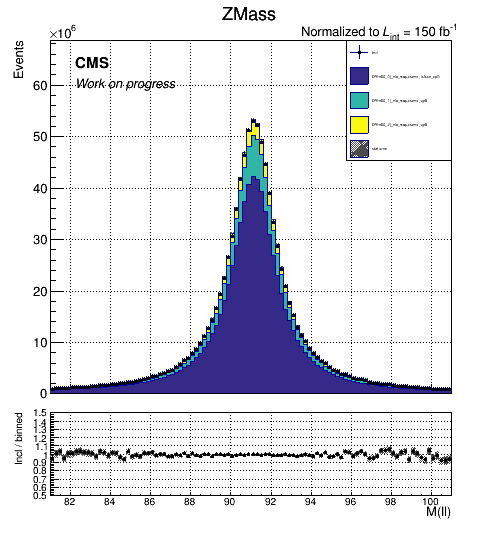 ZMass
×10⁶
Normalized to L_int = 150 fb⁻¹
Events
CMS
Work on progress
60
50
40
30
20
10
0
Incl / binned
1.5
1.4
1.3
1.2
1.1
1
0.9
0.8
0.7
0.6
0.5
82 84 86 88 90 92 94 96 98 100
M(ll)